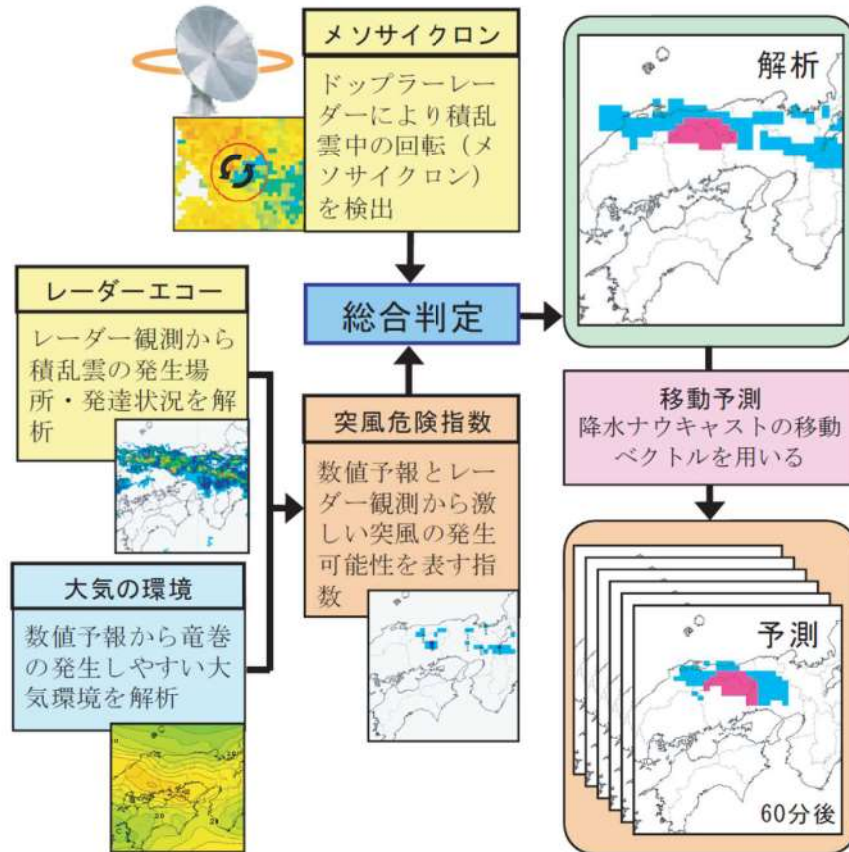 メソサイクロン
ドップラーレー
ダーにより積乱
雲中の回転（メ
ソサイクロン）
を検出
レーダーエコー
レーダー観測から
積乱雲の発生場
所・発達状況を解
析
大気の環境
数値予報から竜巻
の発生しやすい大
気環境を解析
突風危険指数
数値予報とレー
ダー観測から激
しい突風の発生
可能性を表す指
数
総合判定
解析
移動予測
降水ナウキャストの移動
ベクトルを用いる
予測
60分後